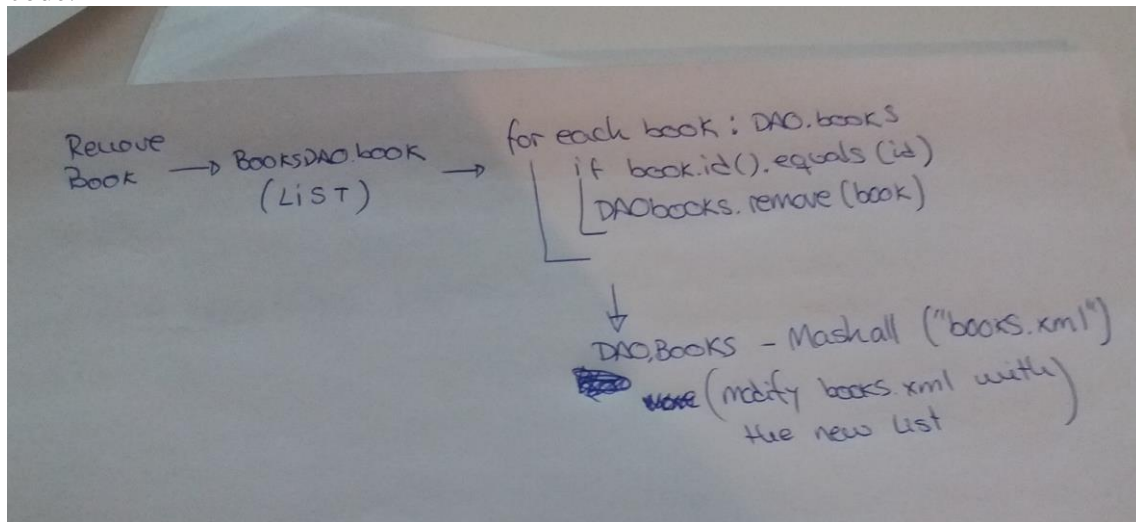 Remove
Book → BOOKSDAO.book
(LiST) →
for each book : DAO.books
if book.id().equals(id)
DAObooks.remove(book)
↓
DAO.BOOKS - Mashall ("books.xml")
(modify books.xml with
the new list)